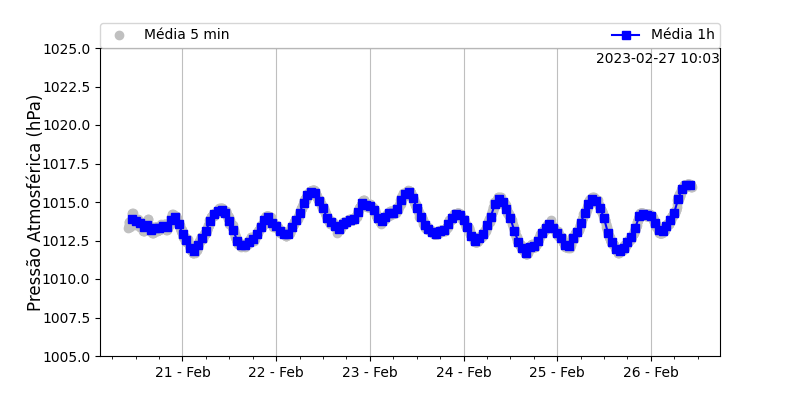 Média 5 min
Média 1h
2023-02-27 10:03
Pressão Atmosférica (hPa)
1025.0
1022.5
1020.0
1017.5
1015.0
1012.5
1010.0
1007.5
1005.0
21 - Feb
22 - Feb
23 - Feb
24 - Feb
25 - Feb
26 - Feb